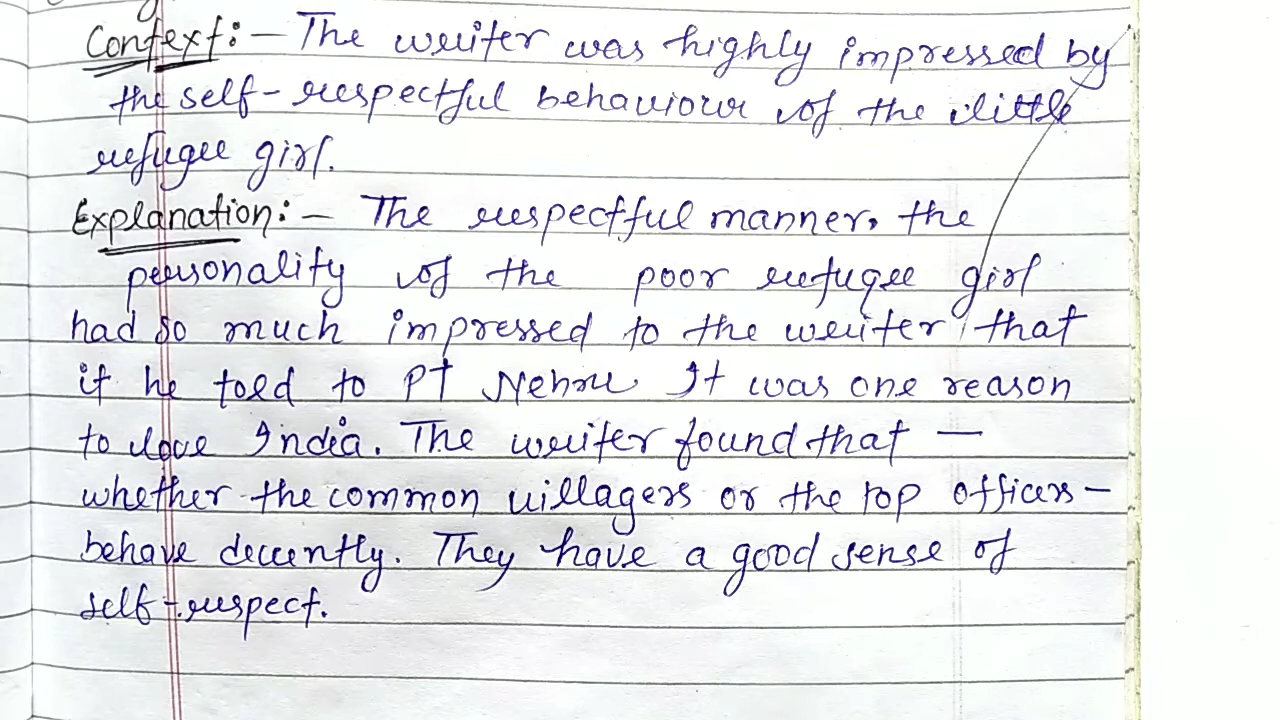 Context:- The writer was highly impressed by
the self-respectful behaviour of the little
refugee girl.
Explanation:- The respectful manner, the
personality of the poor refugee girl
had so much impressed to the writer that
if he told to PT Nehru It was one reason
to love India. The writer found that —
whether the common villagers or the top officers-
behave decently. They have a good sense of
self-respect.